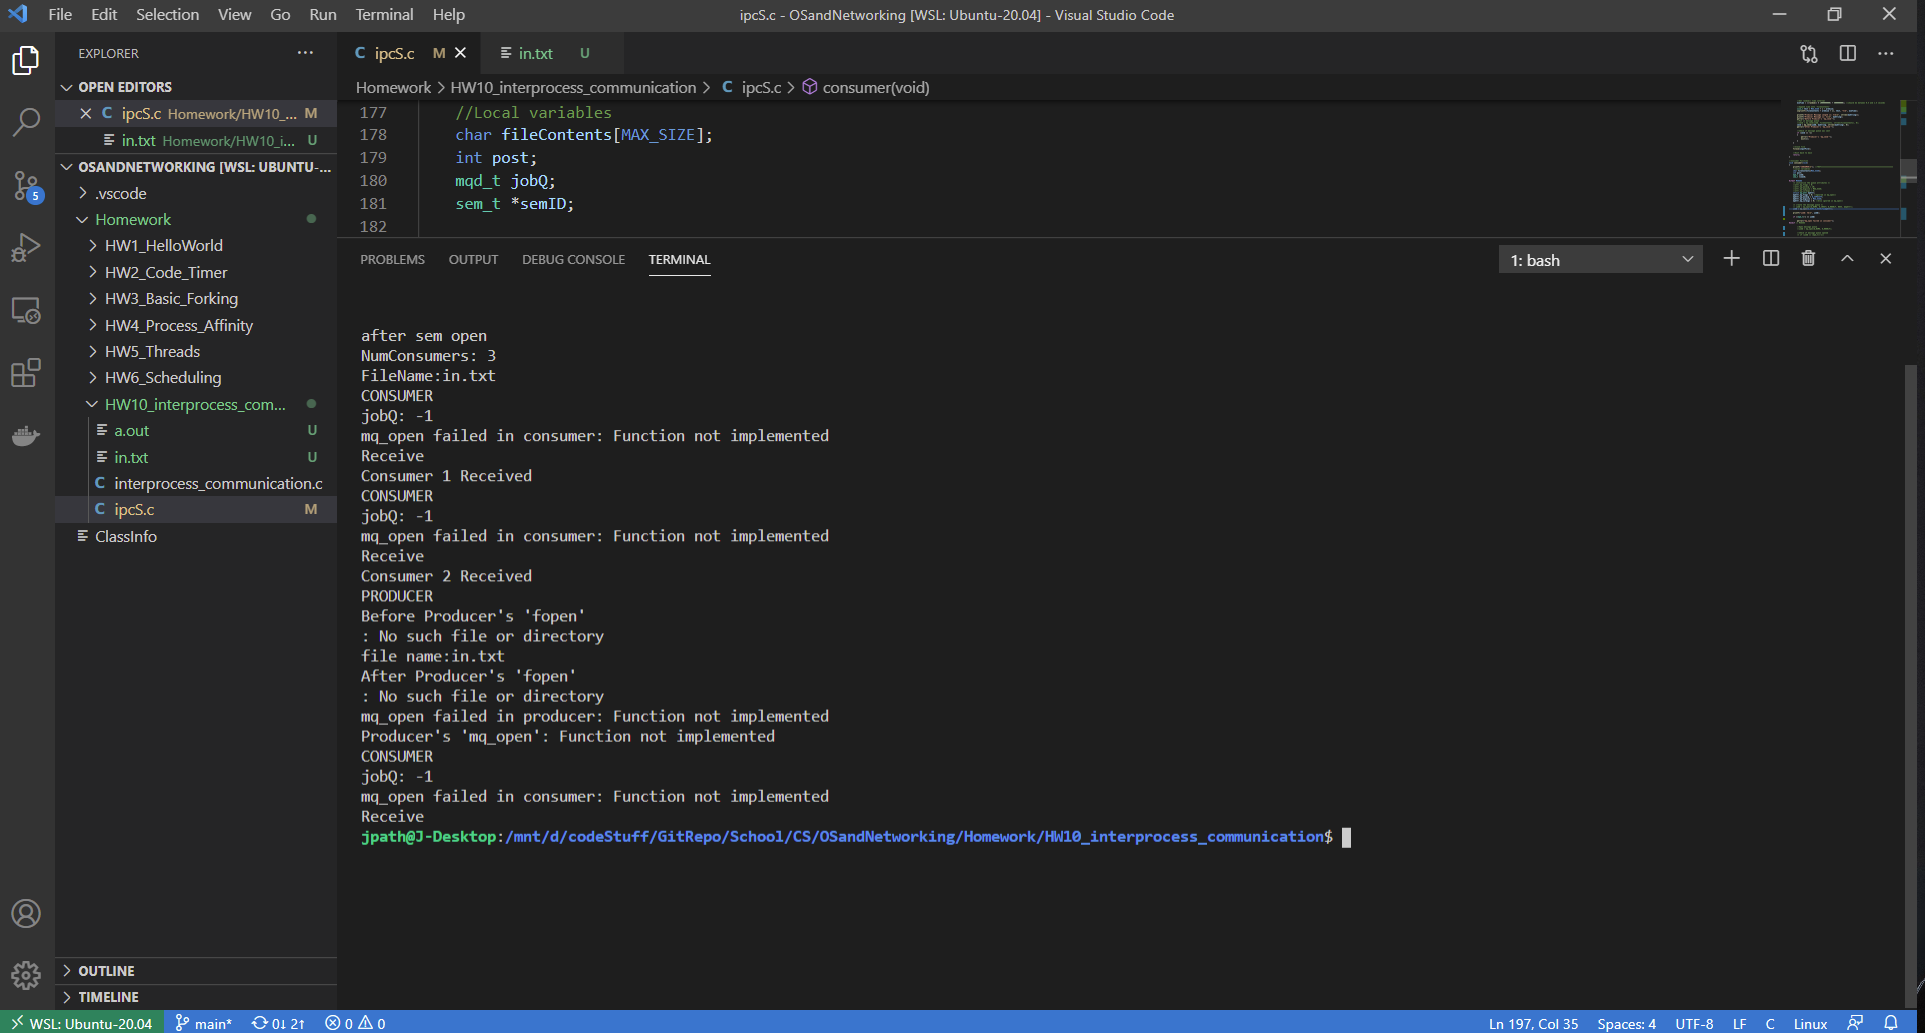 File Edit Selection View Go Run Terminal Help
ipcS.c - OSandNetworking [WSL: Ubuntu-20.04] - Visual Studio Code
EXPLORER
OPEN EDITORS
ipcS.c Homework/HW10_... M
in.txt Homework/HW10_i... U
OSANDNETWORKING [WSL: UBUNTU-...
.vscode
Homework
HW1_HelloWorld
HW2_Code_Timer
HW3_Basic_Forking
HW4_Process_Affinity
HW5_Threads
HW6_Scheduling
HW10_interprocess_com...
a.out U
in.txt U
interprocess_communication.c
ipcS.c M
ClassInfo
OUTLINE
TIMELINE
5
ipcS.c M
in.txt U
Homework > HW10_interprocess_communication > C ipcS.c > consumer(void)
177 //Local variables
178 char fileContents[MAX_SIZE];
179 int post;
180 mqd_t jobQ;
181 sem_t *semID;
182
PROBLEMS OUTPUT DEBUG CONSOLE TERMINAL
1: bash
after sem open
NumConsumers: 3
FileName:in.txt
CONSUMER
jobQ: -1
mq_open failed in consumer: Function not implemented
Receive
Consumer 1 Received
CONSUMER
jobQ: -1
mq_open failed in consumer: Function not implemented
Receive
Consumer 2 Received
PRODUCER
Before Producer's 'fopen'
: No such file or directory
file name:in.txt
After Producer's 'fopen'
: No such file or directory
mq_open failed in producer: Function not implemented
Producer's 'mq_open': Function not implemented
CONSUMER
jobQ: -1
mq_open failed in consumer: Function not implemented
Receive
jpath@J-Desktop:/mnt/d/codeStuff/GitRepo/School/CS/OSandNetworking/Homework/HW10_interprocess_communication$
WSL: Ubuntu-20.04 main* 0↓ 2↑ 0 0
Ln 197, Col 35 Spaces: 4 UTF-8 LF C Linux